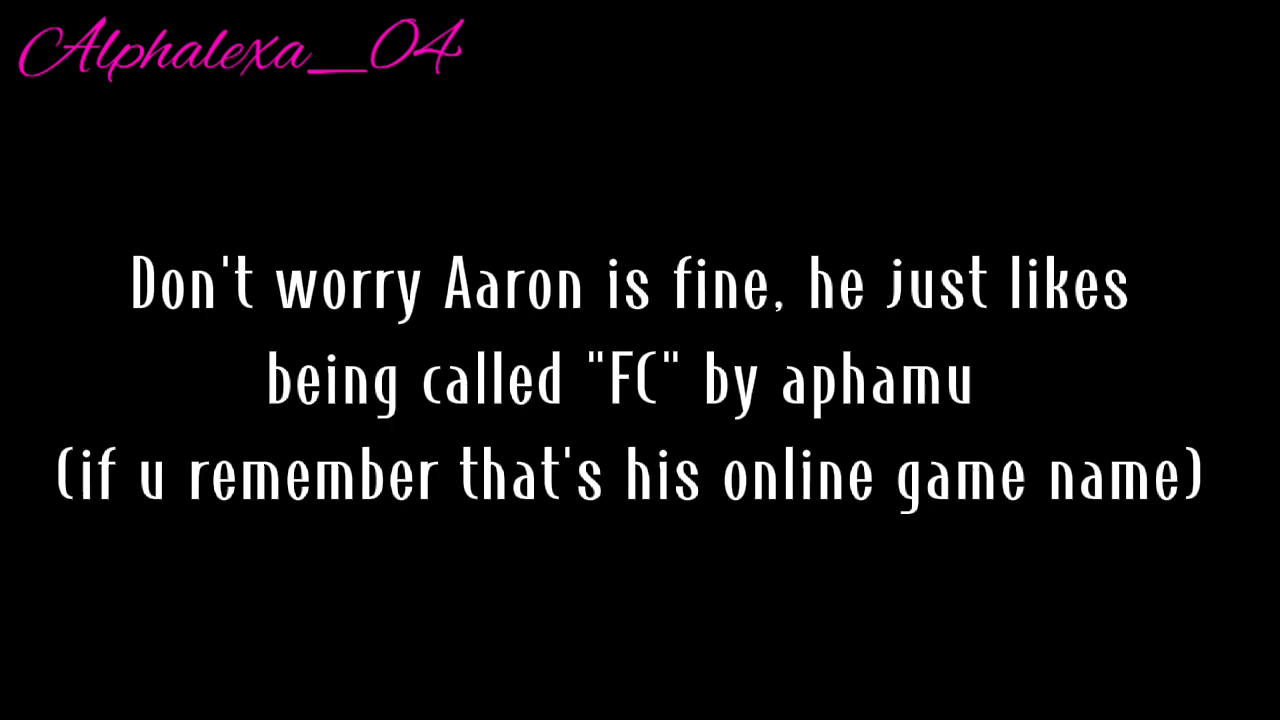 Alphalexa_04
Don't worry Aaron is fine, he just likes
being called "FC" by aphamu
(if u remember that's his online game name)